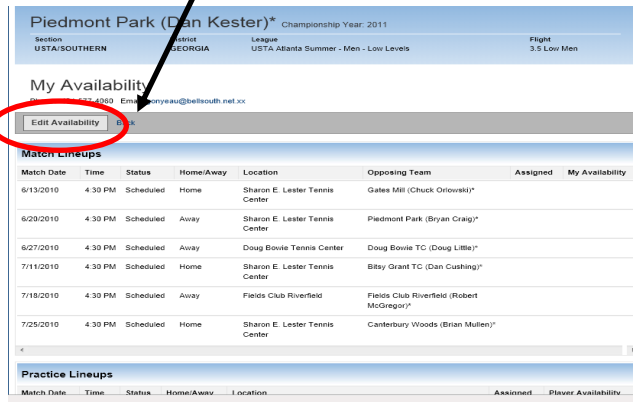 Piedmont Park (Dan Kester)* Championship Year: 2011
Section District League Flight
USTA/SOUTHERN GEORGIA USTA Atlanta Summer - Men - Low Levels 3.5 Low Men
My Availability
577-4060 Email: onyeau@bellsouth.net.xx
Edit Availability Back
Match Lineups
Match Date Time Status Home/Away Location Opposing Team Assigned My Availability
6/13/2010 4:30 PM Scheduled Home Sharon E. Lester Tennis Center Gates Mill (Chuck Orlowski)*
6/20/2010 4:30 PM Scheduled Away Sharon E. Lester Tennis Center Piedmont Park (Bryan Craig)*
6/27/2010 4:30 PM Scheduled Away Doug Bowie Tennis Center Doug Bowie TC (Doug Little)*
7/11/2010 4:30 PM Scheduled Home Sharon E. Lester Tennis Center Bitsy Grant TC (Dan Cushing)*
7/18/2010 4:30 PM Scheduled Away Fields Club Riverfield Fields Club Riverfield (Robert McGregor)*
7/25/2010 4:30 PM Scheduled Home Sharon E. Lester Tennis Center Canterbury Woods (Brian Mullen)*
Practice Lineups
Match Date Time Status Home/Away Location Assigned Player Availability